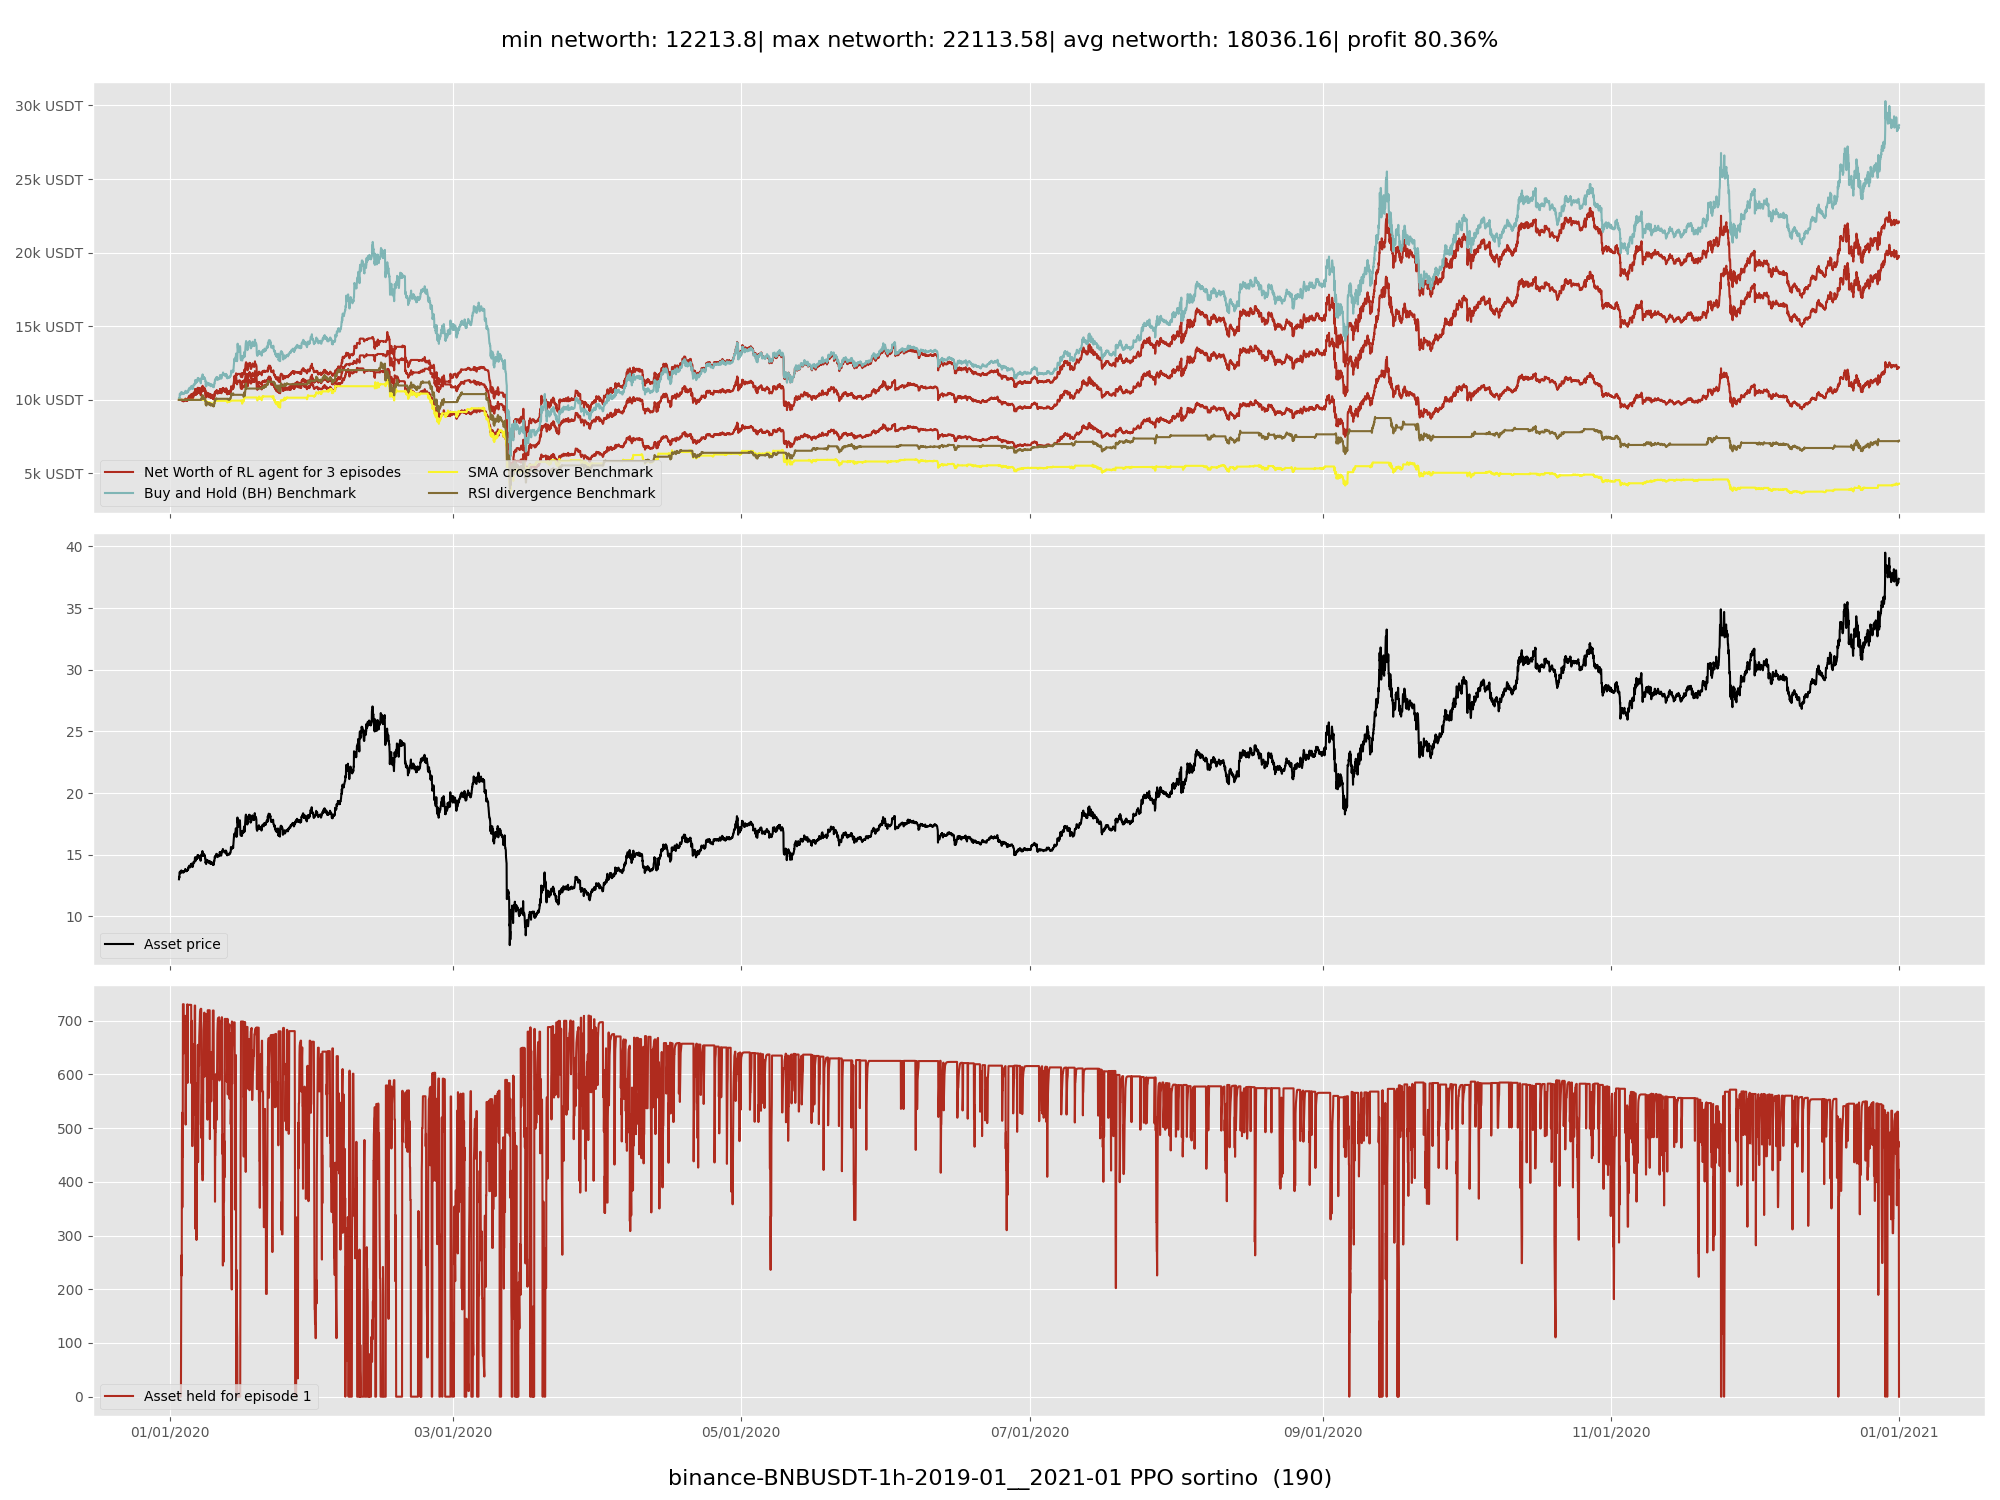 min networth: 12213.8| max networth: 22113.58| avg networth: 18036.16| profit 80.36%
30k USDT
25k USDT
20k USDT
15k USDT
10k USDT
5k USDT
Net Worth of RL agent for 3 episodes
Buy and Hold (BH) Benchmark
SMA crossover Benchmark
RSI divergence Benchmark
40
35
30
25
20
15
10
Asset price
700
600
500
400
300
200
100
0
Asset held for episode 1
01/01/2020 03/01/2020 05/01/2020 07/01/2020 09/01/2020 11/01/2020 01/01/2021
binance-BNBUSDT-1h-2019-01__2021-01 PPO sortino (190)